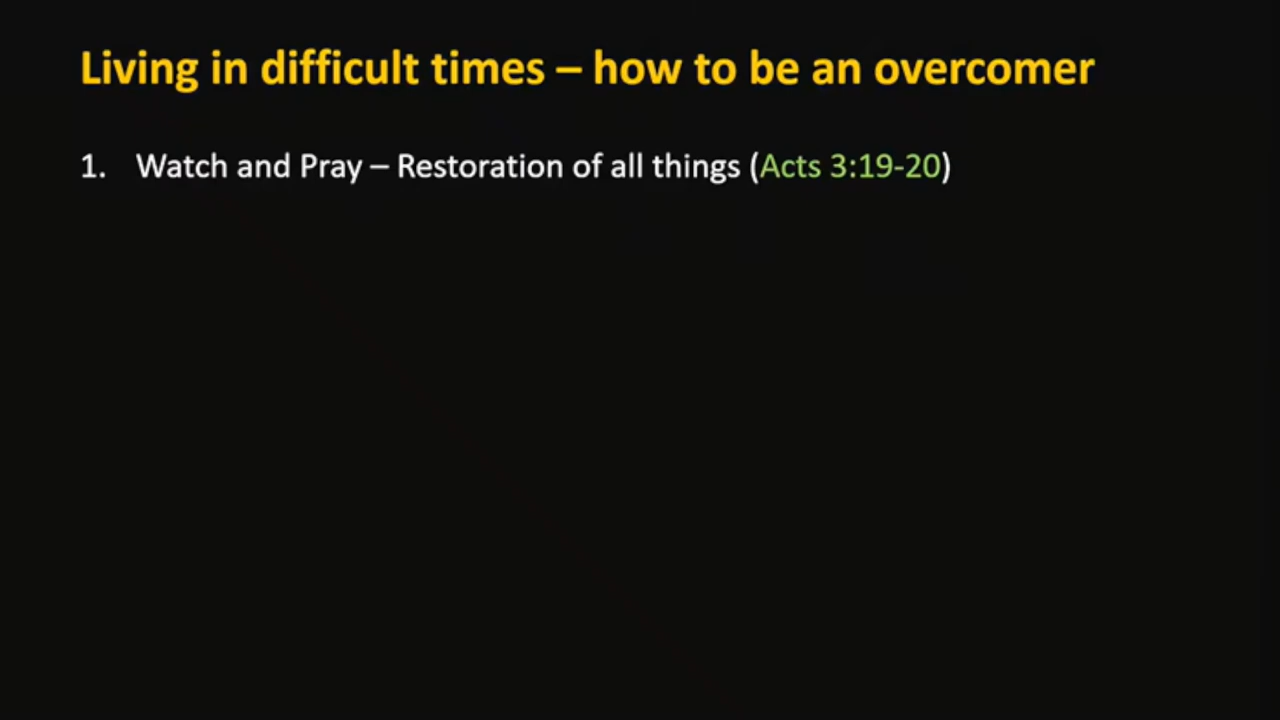 Living in difficult times – how to be an overcomer
1. Watch and Pray – Restoration of all things (Acts 3:19-20)